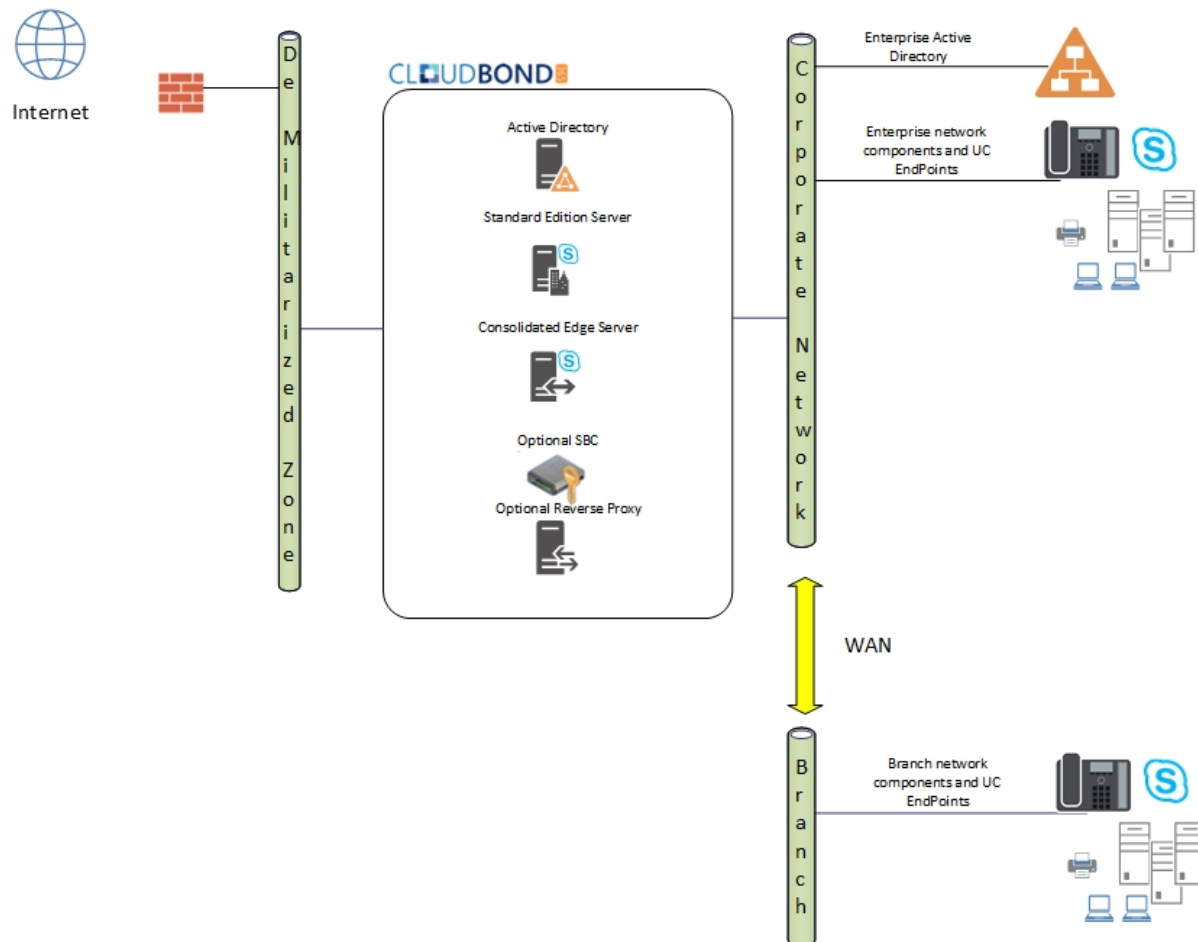 Internet
De Militarized Zone
CLOUDBOND
Active Directory
Standard Edition Server
Consolidated Edge Server
Optional SBC
Optional Reverse Proxy
Corporate Network
Enterprise Active
Directory
Enterprise network
components and UC
EndPoints
WAN
Branch
Branch network
components and UC
EndPoints